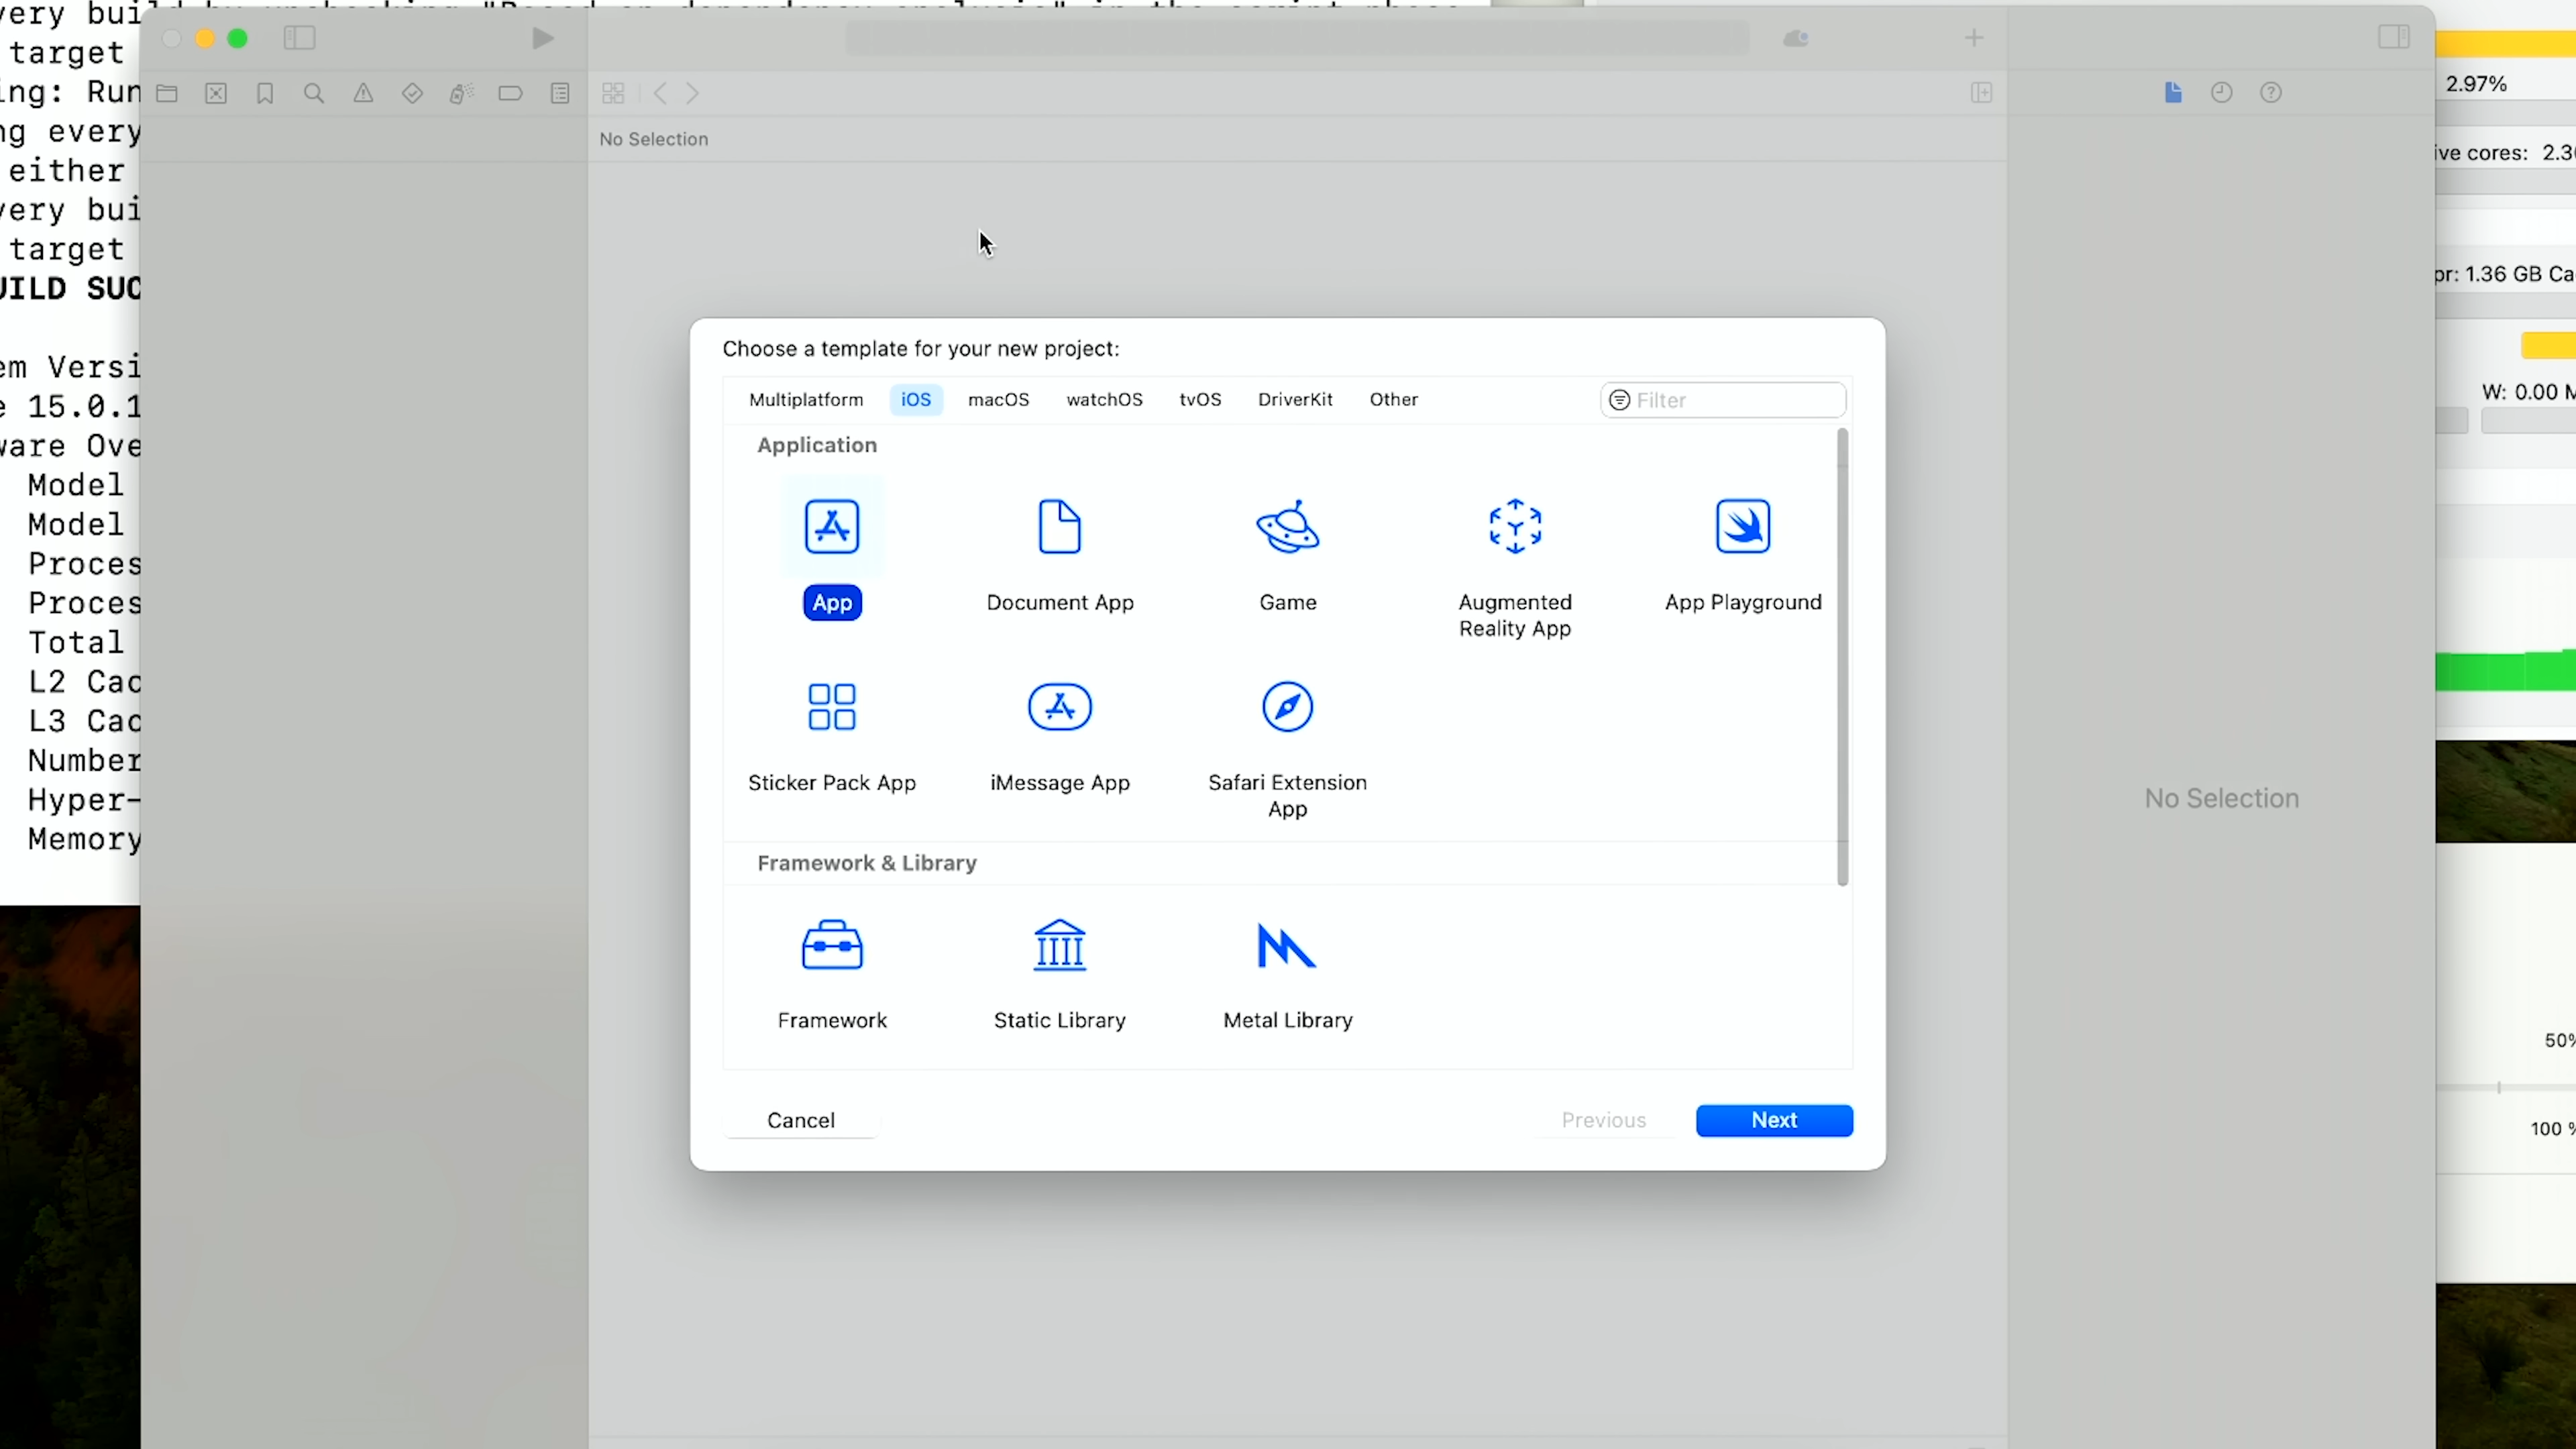 target
ing: Run
ng every
either
very bui
target
UILD SUC
em Versi
e 15.0.1
ware Ove
Model
Model
Proces
Proces
Total
L2 Cac
L3 Cac
Number
Hyper-
Memory
No Selection
Choose a template for your new project:
Multiplatform iOS macOS watchOS tvOS DriverKit Other Filter
Application
App Document App Game Augmented Reality App App Playground
Sticker Pack App iMessage App Safari Extension App
Framework & Library
Framework Static Library Metal Library
Cancel Previous Next
No Selection
2.97%
ive cores: 2.3
pr: 1.36 GB Ca
W: 0.00 M
50%
100 %